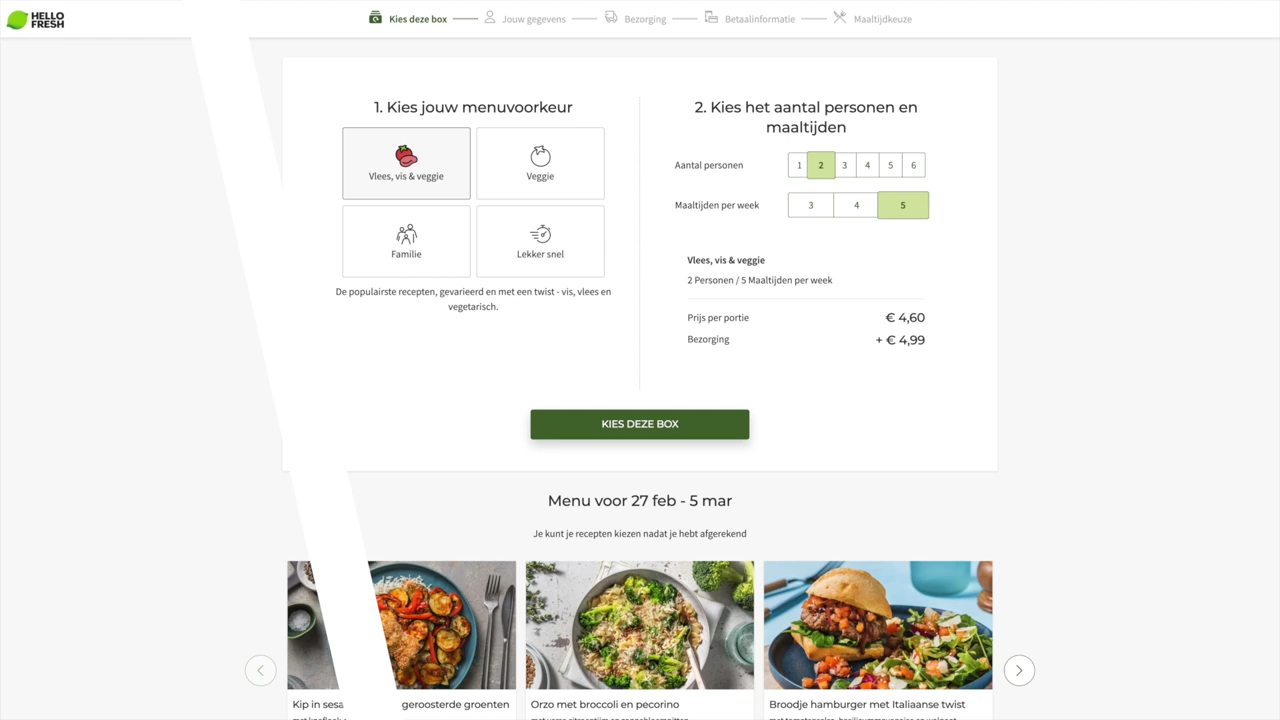 HELLO
FRESH
Kies deze box
Jouw gegevens
Bezorging
Betaalinformatie
Maaltijdkeuze
1. Kies jouw menuvoorkeur
Vlees, vis & veggie
Veggie
Familie
Lekker snel
De populairste recepten, gevarieerd en met een twist - vis, vlees en
vegetarisch.
2. Kies het aantal personen en
maaltijden
Aantal personen
1 2 3 4 5 6
Maaltijden per week
3 4 5
Vlees, vis & veggie
2 Personen / 5 Maaltijden per week
Prijs per portie € 4,60
Bezorging + € 4,99
KIES DEZE BOX
Menu voor 27 feb - 5 mar
Je kunt je recepten kiezen nadat je hebt afgerekend
Kip in geroosterde groenten
Orzo met broccoli en pecorino
Broodje hamburger met Italiaanse twist